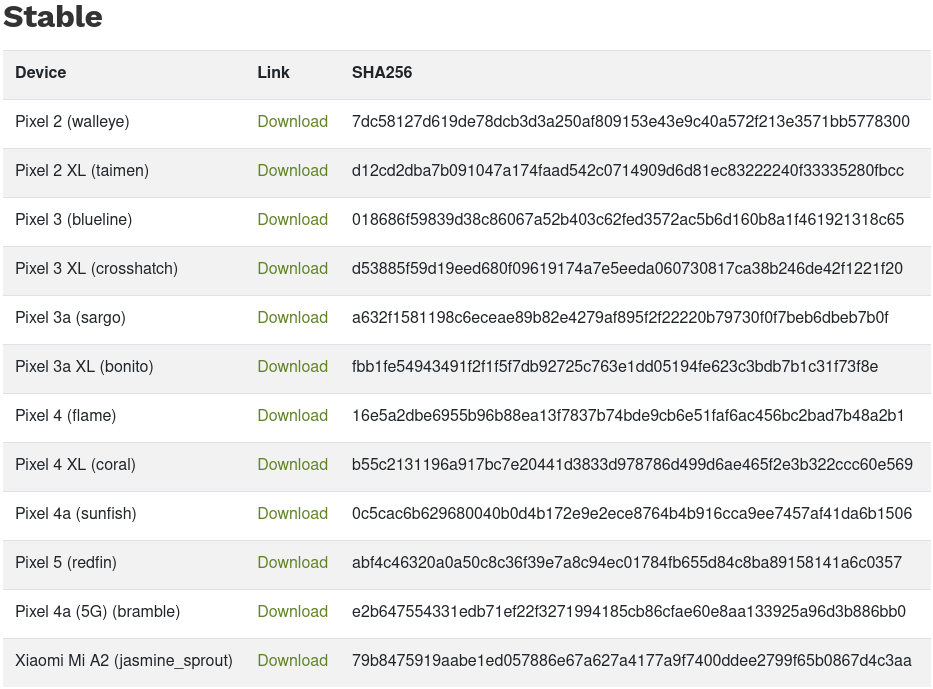 Stable
Device Link SHA256
Pixel 2 (walleye) Download 7dc58127d619de78dcb3d3a250af809153e43e9c40a572f213e3571bb5778300
Pixel 2 XL (taimen) Download d12cd2dba7b091047a174faad542c0714909d6d81ec83222240f33335280fbcc
Pixel 3 (blueline) Download 018686f59839d38c86067a52b403c62fed3572ac5b6d160b8a1f461921318c65
Pixel 3 XL (crosshatch) Download d53885f59d19eed680f09619174a7e5eeda060730817ca38b246de42f1221f20
Pixel 3a (sargo) Download a632f1581198c6eceae89b82e4279af895f2f22220b79730f0f7beb6dbeb7b0f
Pixel 3a XL (bonito) Download fbb1fe54943491f2f1f5f7db92725c763e1dd05194fe623c3bdb7b1c31f73f8e
Pixel 4 (flame) Download 16e5a2dbe6955b96b88ea13f7837b74bde9cb6e51faf6ac456bc2bad7b48a2b1
Pixel 4 XL (coral) Download b55c2131196a917bc7e20441d3833d978786d499d6ae465f2e3b322ccc60e569
Pixel 4a (sunfish) Download 0c5cac6b629680040b0d4b172e9e2ece8764b4b916cca9ee7457af41da6b1506
Pixel 5 (redfin) Download abf4c46320a0a50c8c36f39e7a8c94ec01784fb655d84c8ba89158141a6c0357
Pixel 4a (5G) (bramble) Download e2b647554331edb71ef22f3271994185cb86cfae60e8aa133925a96d3b886bb0
Xiaomi Mi A2 (jasmine_sprout) Download 79b8475919aabe1ed057886e67a627a4177a9f7400ddee2799f65b0867d4c3aa